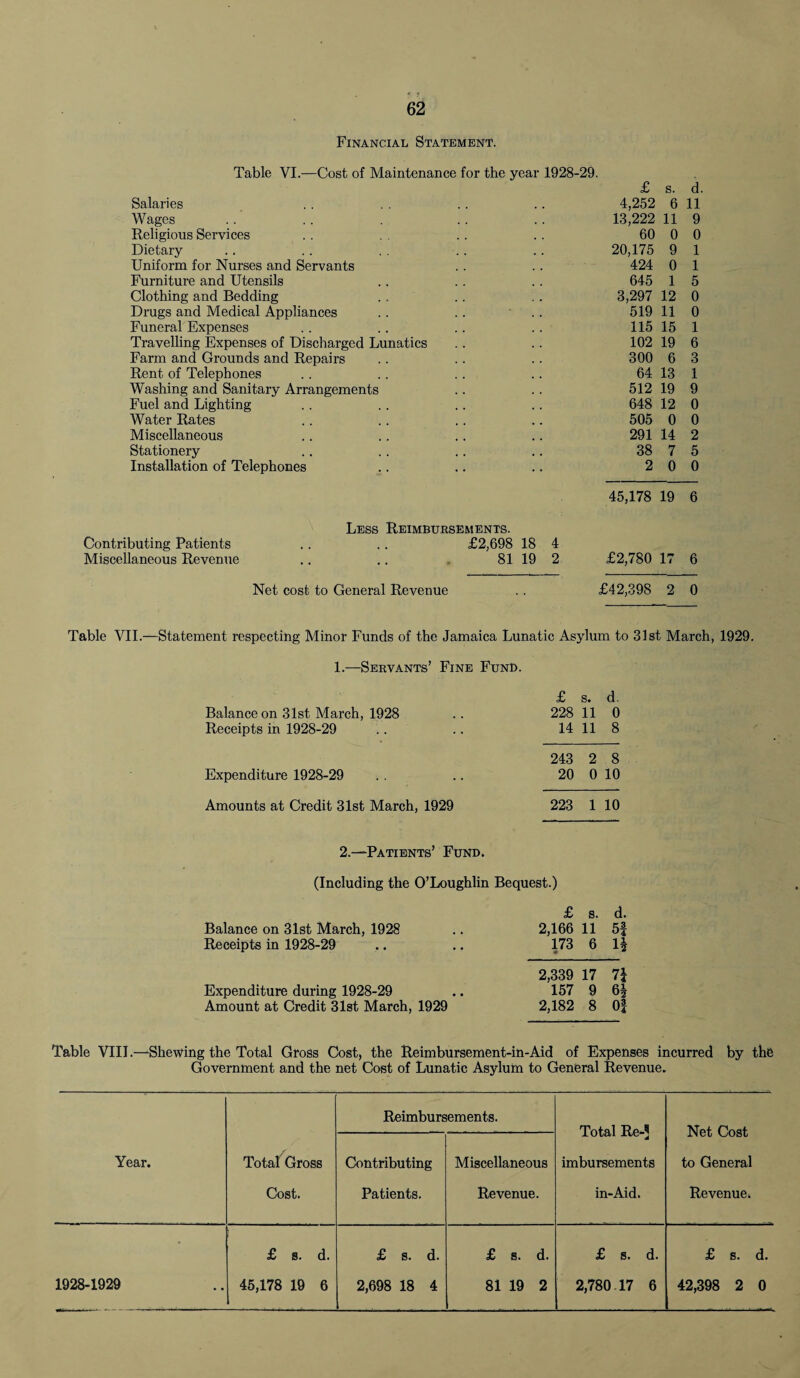 62
Financial Statement.
Table VI.—Cost of Maintenance for the year 1928-29.
£ s. d.
Salaries .. .. .. .. 4,252 6 11
Wages .. .. . .. .. 13,222 11 9
Religious Services .. .. .. .. 60 0 0
Dietary .. .. .. .. .. 20,175 9 1
Uniform for Nurses and Servants .. .. 424 0 1
Furniture and Utensils .. .. .. 645 1 5
Clothing and Bedding .. .. .. 3,297 12 0
Drugs and Medical Appliances .. .. .. 519 11 0
Funeral Expenses .. .. .. .. 115 15 1
Travelling Expenses of Discharged Lunatics .. .. 102 19 6
Farm and Grounds and Repairs .. .. .. 300 6 3
Rent of Telephones .. .. .. .. 64 13 1
Washing and Sanitary Arrangements .. .. 512 19 9
Fuel and Lighting .. .. .. .. 648 12 0
Water Rates .. .. .. .. 505 0 0
Miscellaneous .. .. .. .. 291 14 2
Stationery .. .. .. .. 38 7 5
Installation of Telephones .. .. .. 2 0 0
45,178 19 6
Less Reimbursements.
Contributing Patients .. .. £2,698 18 4
Miscellaneous Revenue .. .. . 81 19 2 £2,780 17 6
Net cost to General Revenue .. £42,398 2 0
Table VII.—Statement respecting Minor Funds of the Jamaica Lunatic Asylum to 31st March, 1929.
1.—Servants' Fine Fund.
£ s. d.
Balance on 31st March, 1928 .. 228 11 0
Receipts in 1928-29 .. .. 14 11 8
243 2 8
Expenditure 1928-29 .. .. 20 0 10
Amounts at Credit 31st March, 1929 223 1 10
2.—Patients' Fund.
(Including the O'Loughlin Bequest.)
£ s. d.
Balance on 31st March, 1928 .. 2,166 11 5¾
Receipts in 1928-29 .. .. 173 6 1½
2,339 17 7¼
Expenditure during 1928-29 .. 157 9 6½
Amount at Credit 31st March, 1929 2,182 8 0¾
Table VIII.—Shewing the Total Gross Cost, the Reimbursement-in-Aid of Expenses incurred by the
Government and the net Cost of Lunatic Asylum to General Revenue.
Reimbursements.
Total Re- Net Cost
Year. Total Gross Contributing Miscellaneous imbursements to General
Cost. Patients. Revenue. in-Aid. Revenue.
£ s. d. £ s. d. £ s. d. £ s. d. £ s. d.
1928-1929 .. 45,178 19 6 2,698 18 4 81 19 2 2,780 17 6 42,398 2 0